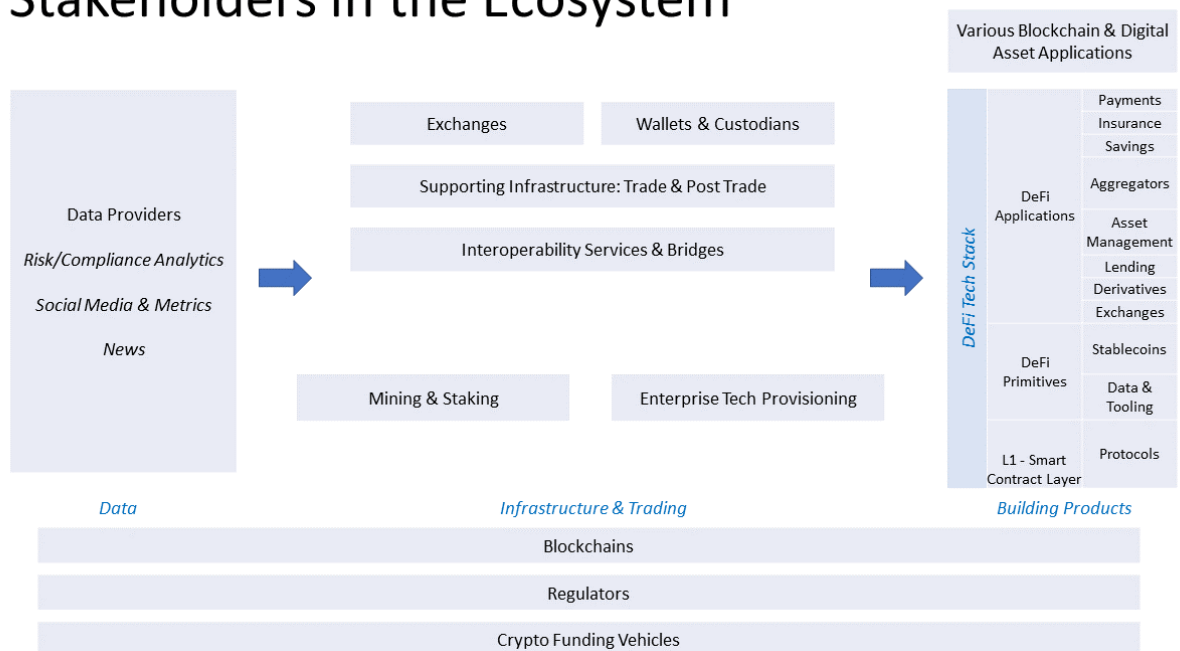 Stakeholders in the Ecosystem
Various Blockchain & Digital
Asset Applications
Data Providers
Risk/Compliance Analytics
Social Media & Metrics
News
Exchanges
Wallets & Custodians
Supporting Infrastructure: Trade & Post Trade
Interoperability Services & Bridges
Mining & Staking
Enterprise Tech Provisioning
DeFi Tech Stack
DeFi
Applications
Payments
Insurance
Savings
Aggregators
Asset
Management
Lending
Derivatives
Exchanges
DeFi
Primitives
Stablecoins
Data &
Tooling
L1 - Smart
Contract Layer
Protocols
Data
Infrastructure & Trading
Building Products
Blockchains
Regulators
Crypto Funding Vehicles